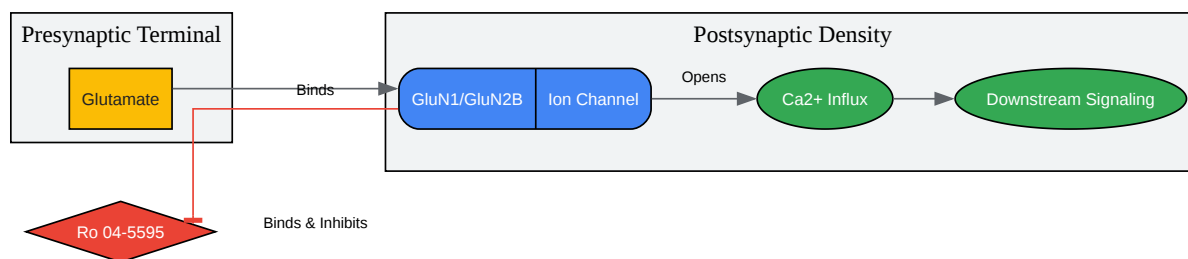 Presynaptic Terminal
Postsynaptic Density
Glutamate
Binds
GluN1/GluN2B
Ion Channel
Opens
Ca2+ Influx
Downstream Signaling
Ro 04-5595
Binds & Inhibits